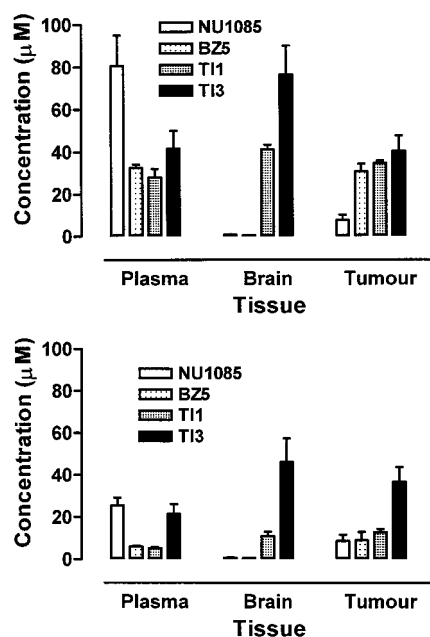 Concentration (µM)
100
80
60
40
20
0
NU1085
BZ5
TI1
TI3
Plasma Brain Tumour
Tissue
Concentration (µM)
100
80
60
40
20
0
NU1085
BZ5
TI1
TI3
Plasma Brain Tumour
Tissue